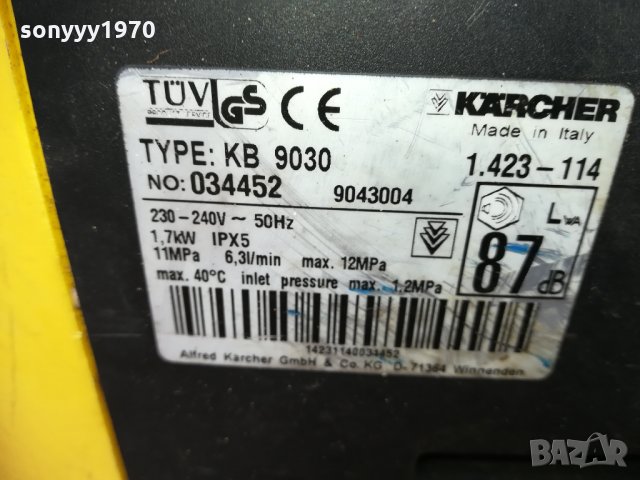 sonyyy1970
TÜV
PRODUCT SERVICE
GS CE
KÄRCHER
Made in Italy
TYPE: KB 9030
1.423-114
NO: 034452 9043004
230-240V ~ 50Hz
1,7kW IPX5
11MPa 6,3l/min max. 12MPa
max. 40°C inlet pressure max. 1,2MPa
LWA
87 dB
14231140034452
Alfred Karcher GmbH & Co. KG D-71364 Winnenden
BAZAR